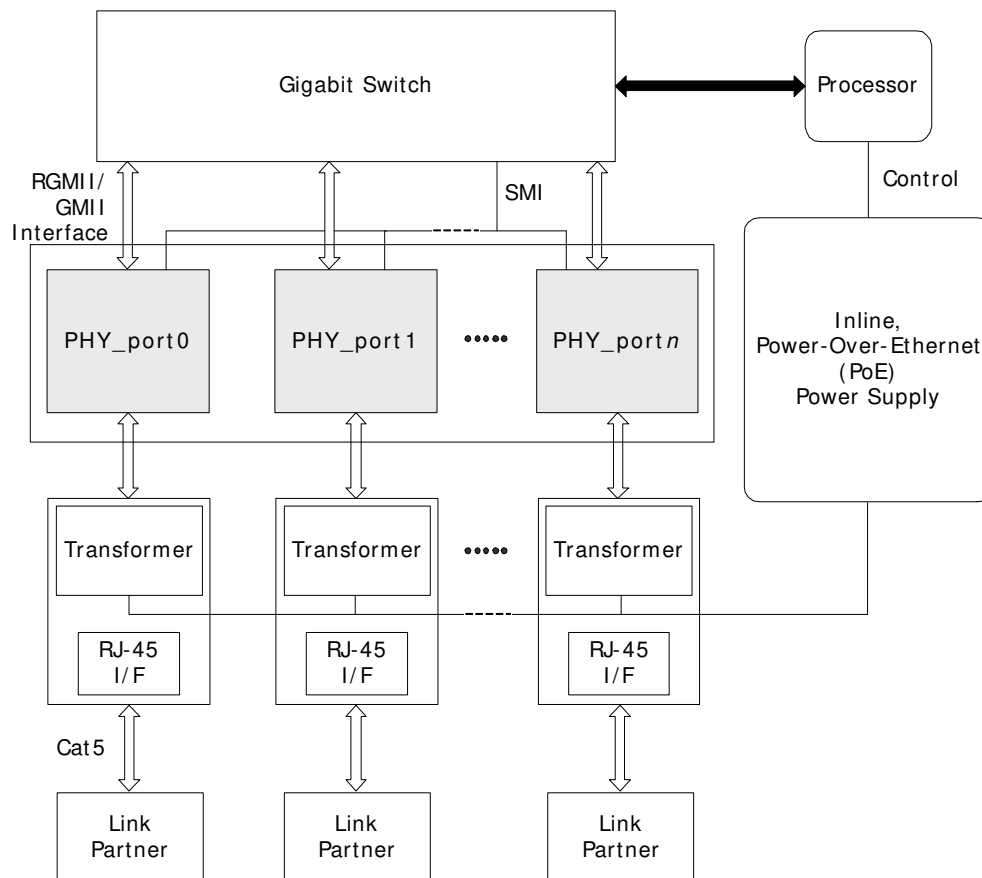 Gigabit Switch
Processor
RGMII/
GMII
Interface
SMI
Control
PHY_port0
PHY_port1
PHY_portn
Inline,
Power-Over-Ethernet
(PoE)
Power Supply
Transformer
Transformer
Transformer
RJ-45
I/F
RJ-45
I/F
RJ-45
I/F
Cat5
Link
Partner
Link
Partner
Link
Partner